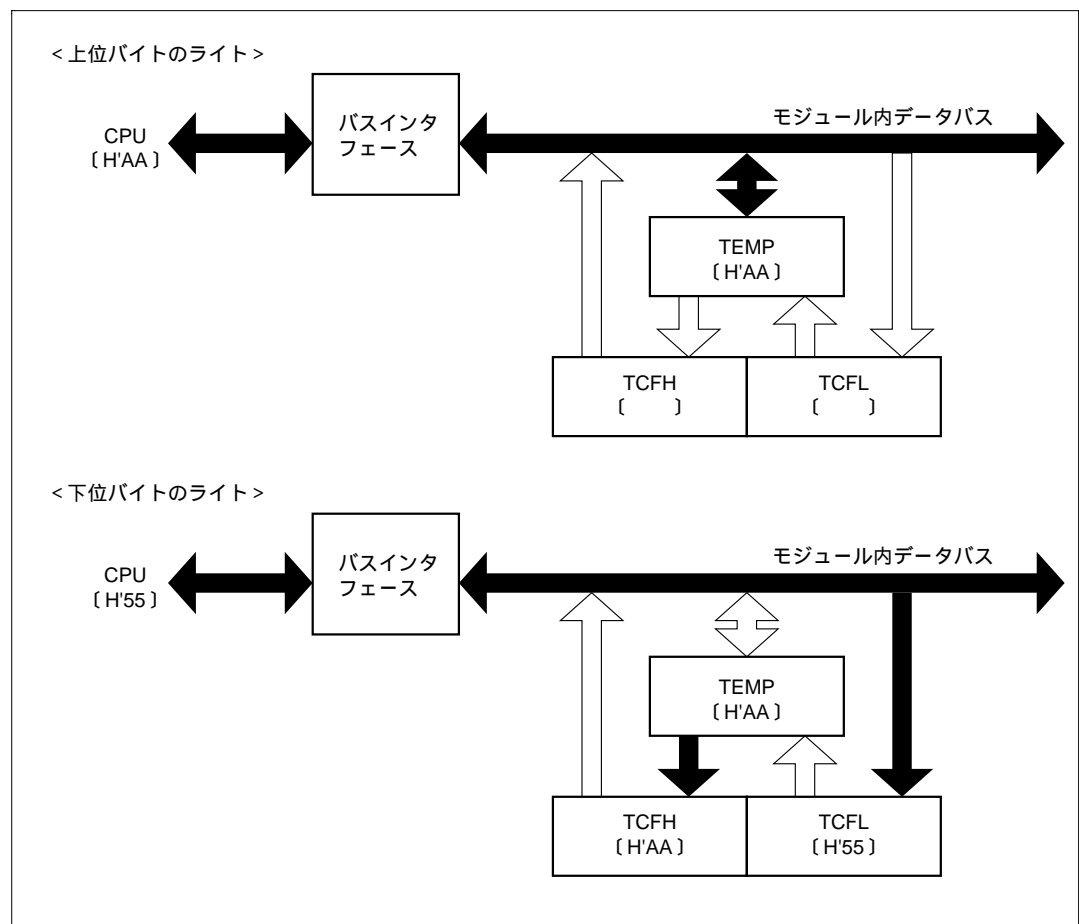 <上位バイトのライト>
CPU
〔H'AA〕
バスインタ
フェース
モジュール内データバス
TEMP
〔H'AA〕
TCFH
〔　　〕
TCFL
〔　　〕
<下位バイトのライト>
CPU
〔H'55〕
バスインタ
フェース
モジュール内データバス
TEMP
〔H'AA〕
TCFH
〔H'AA〕
TCFL
〔H'55〕